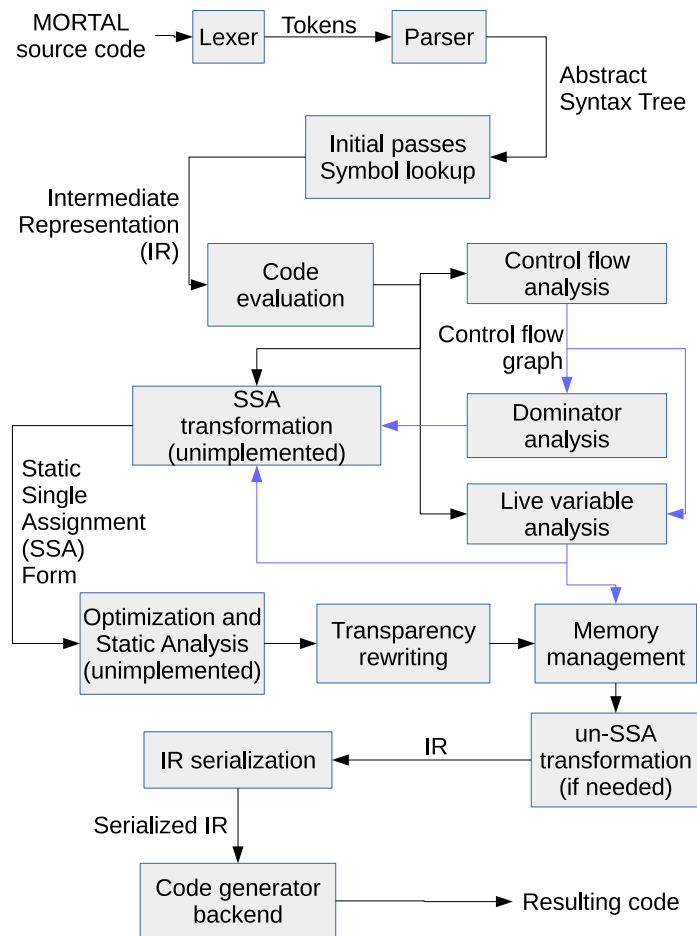 MORTAL
source code
Lexer
Tokens
Parser
Abstract
Syntax Tree
Initial passes
Symbol lookup
Intermediate
Representation
(IR)
Code
evaluation
Control flow
analysis
Control flow
graph
SSA
transformation
(unimplemented)
Dominator
analysis
Static
Single
Assignment
(SSA)
Form
Live variable
analysis
Optimization and
Static Analysis
(unimplemented)
Transparency
rewriting
Memory
management
un-SSA
transformation
(if needed)
IR
IR serialization
Serialized IR
Code generator
backend
Resulting code